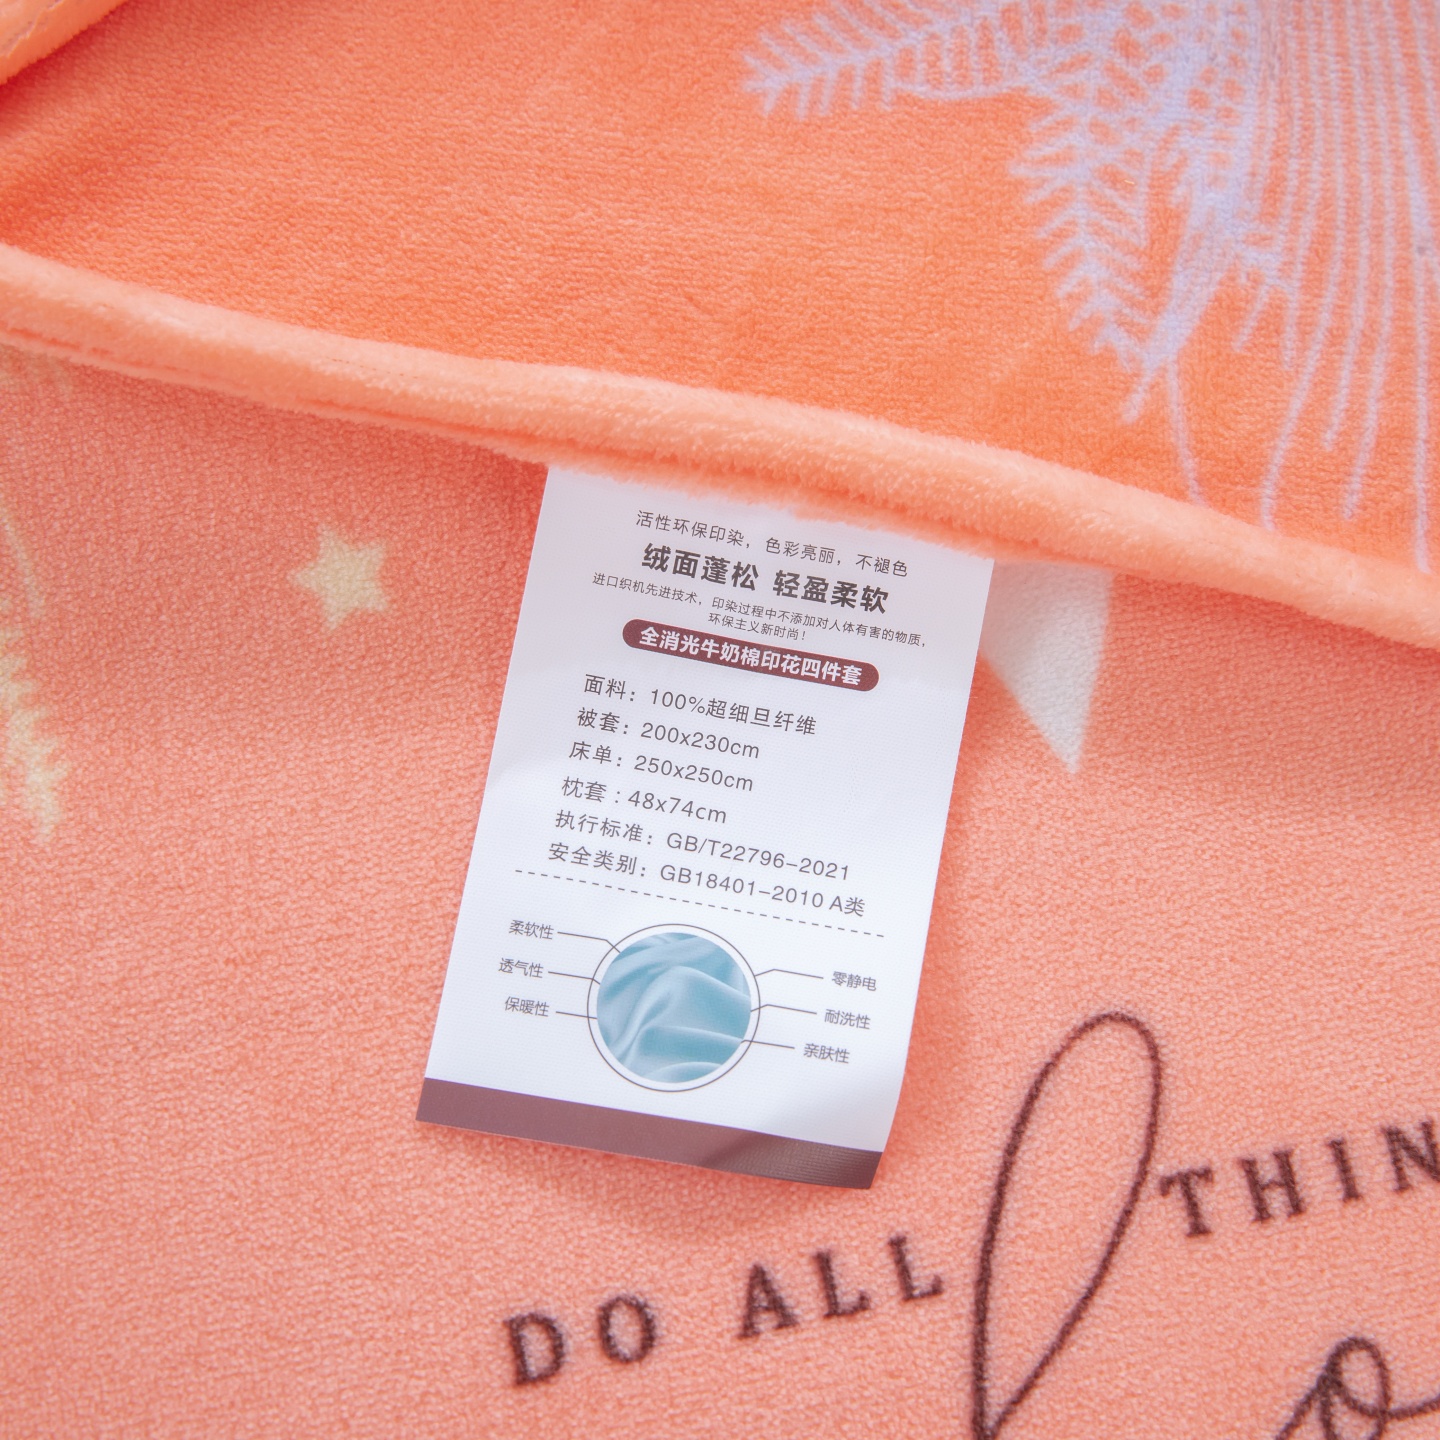 活性环保印染，色彩亮丽，不褪色
绒面蓬松 轻盈柔软
进口织机先进技术，印染过程中不添加对人体有害的物质，
环保主义新时尚！
全消光牛奶棉印花四件套
面料：100%超细旦纤维
被套：200x230cm
床单：250x250cm
枕套：48x74cm
执行标准：GB/T22796-2021
安全类别：GB18401-2010 A类
柔软性
透气性
保暖性
零静电
耐洗性
亲肤性
DO ALL THIN